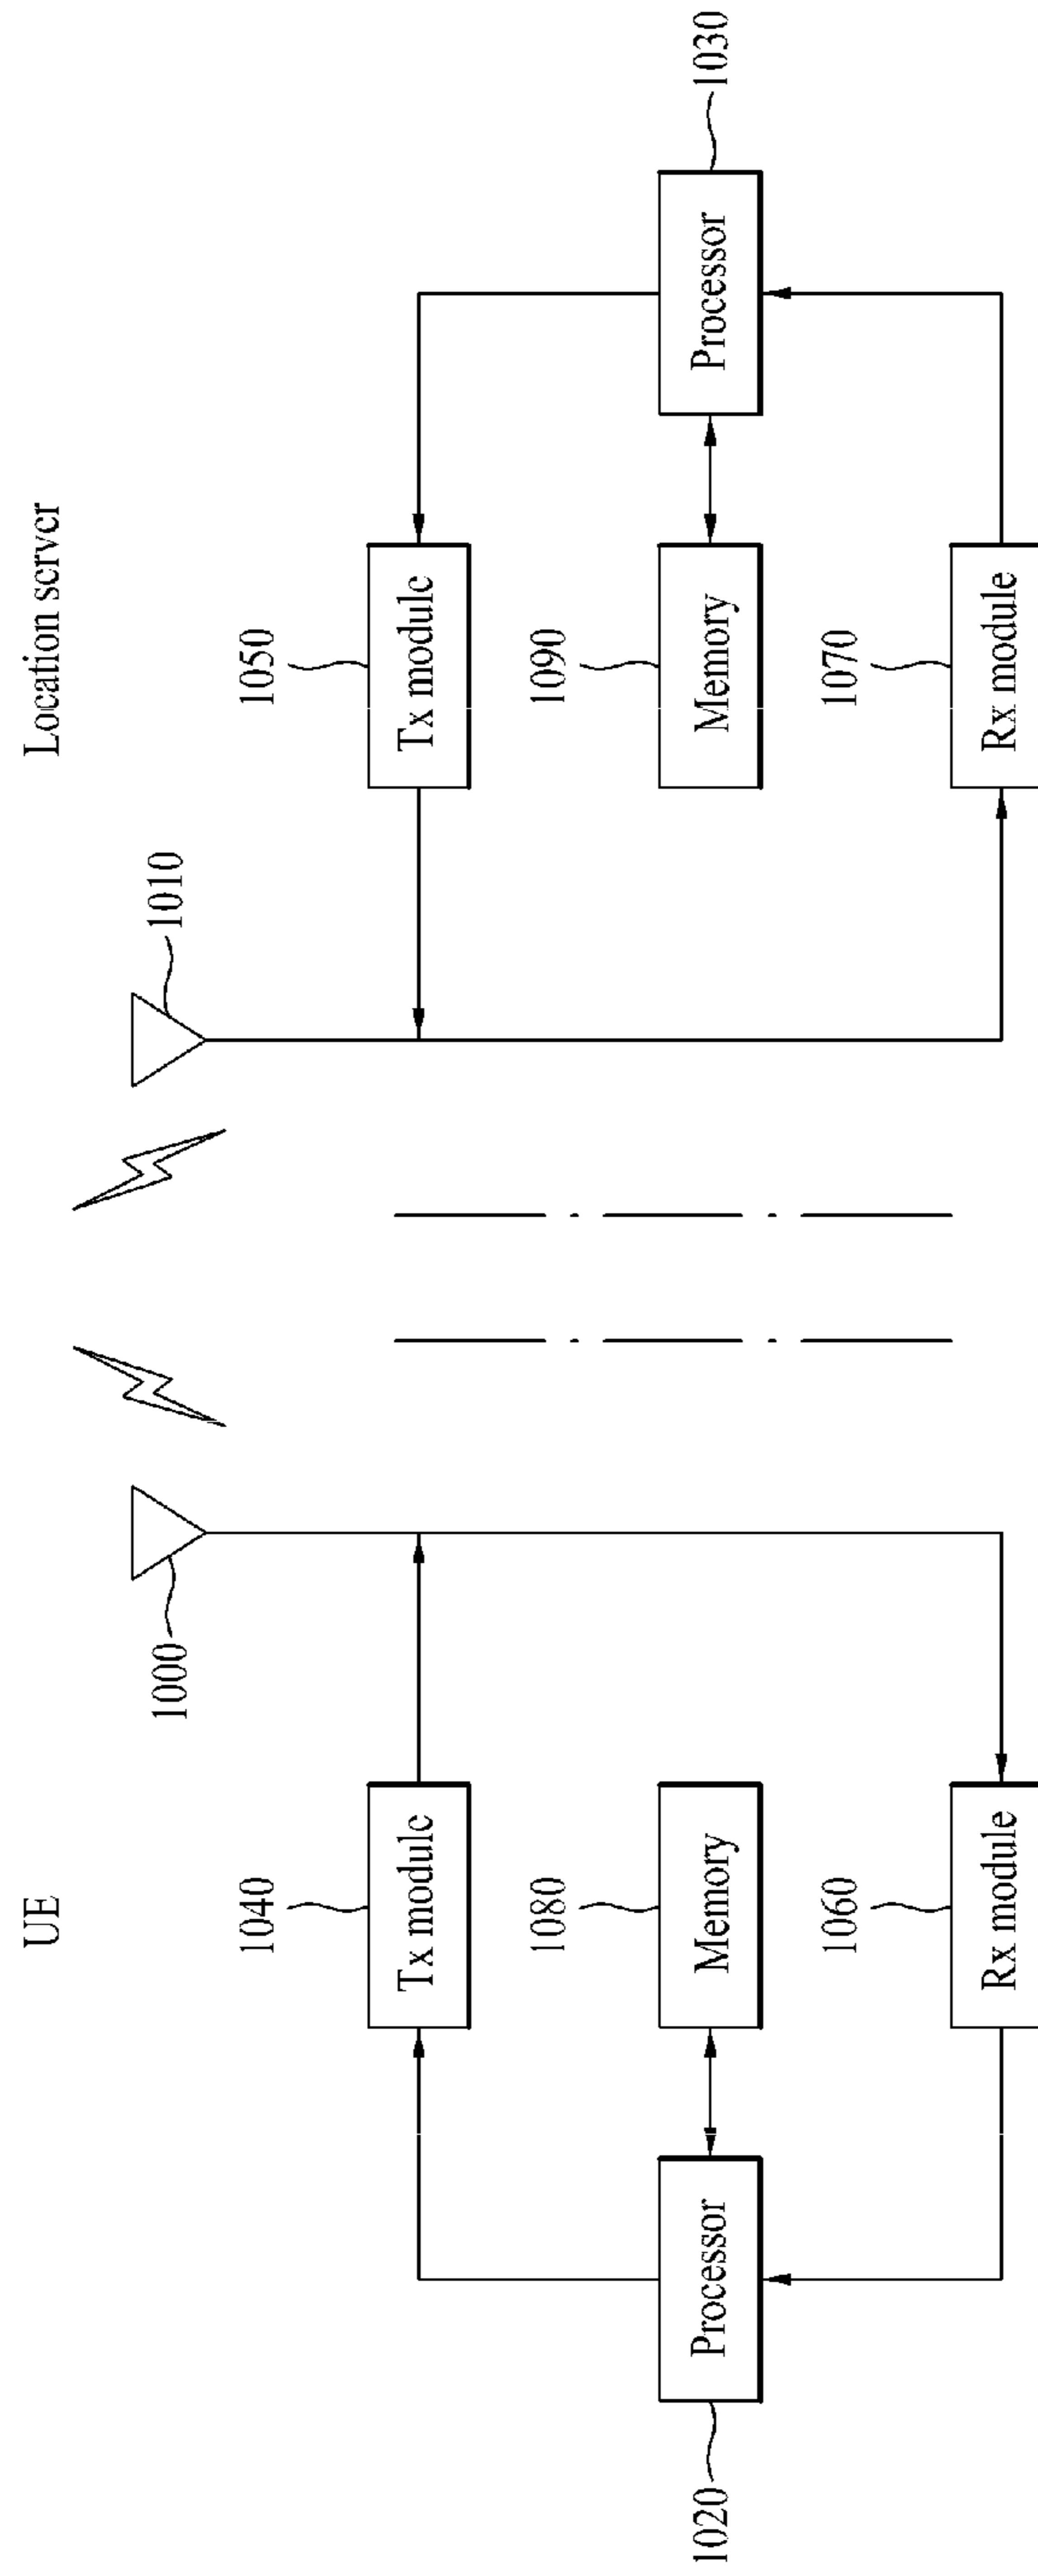 UE
Location server
1000
1010
1040
Tx module
1050
Tx module
1020
Processor
1080
Memory
1090
Memory
Processor
1030
1060
Rx module
1070
Rx module